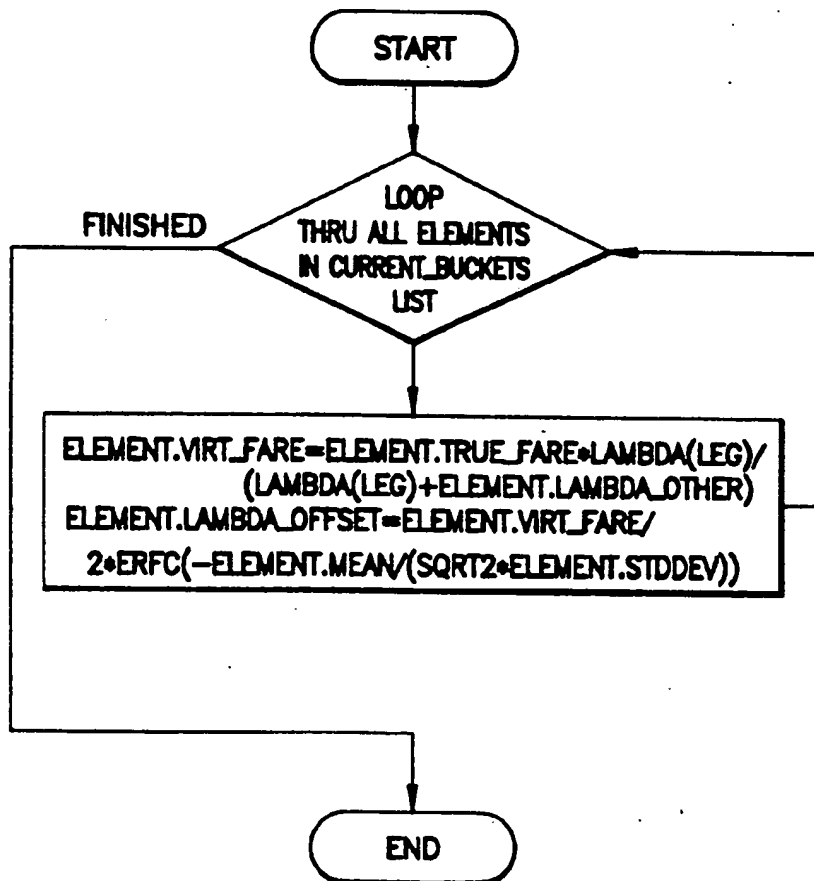 START
LOOP
THRU ALL ELEMENTS
IN CURRENT_BUCKETS
LIST
FINISHED
ELEMENT.VIRT_FARE=ELEMENT.TRUE_FARE*LAMBDA(LEG)/
(LAMBDA(LEG)+ELEMENT.LAMBDA_OTHER)
ELEMENT.LAMBDA_OFFSET=ELEMENT.VIRT_FARE/
2*ERFC(-ELEMENT.MEAN/(SQRT2*ELEMENT.STDDEV))
END